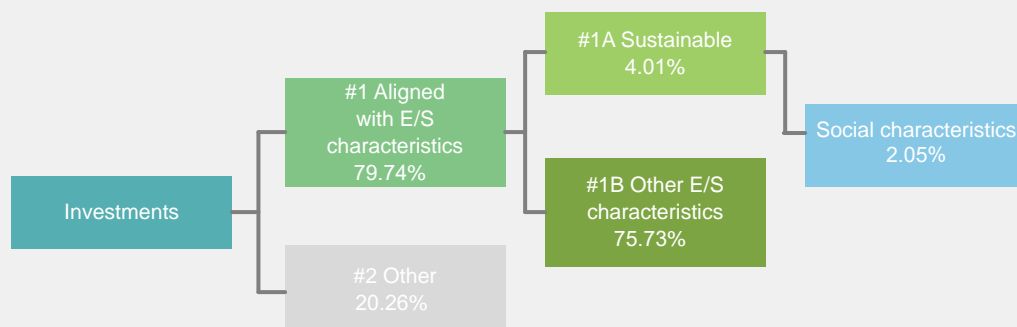 Investments
#1 Aligned
with E/S
characteristics
79.74%
#2 Other
20.26%
#1A Sustainable
4.01%
#1B Other E/S
characteristics
75.73%
Social characteristics
2.05%